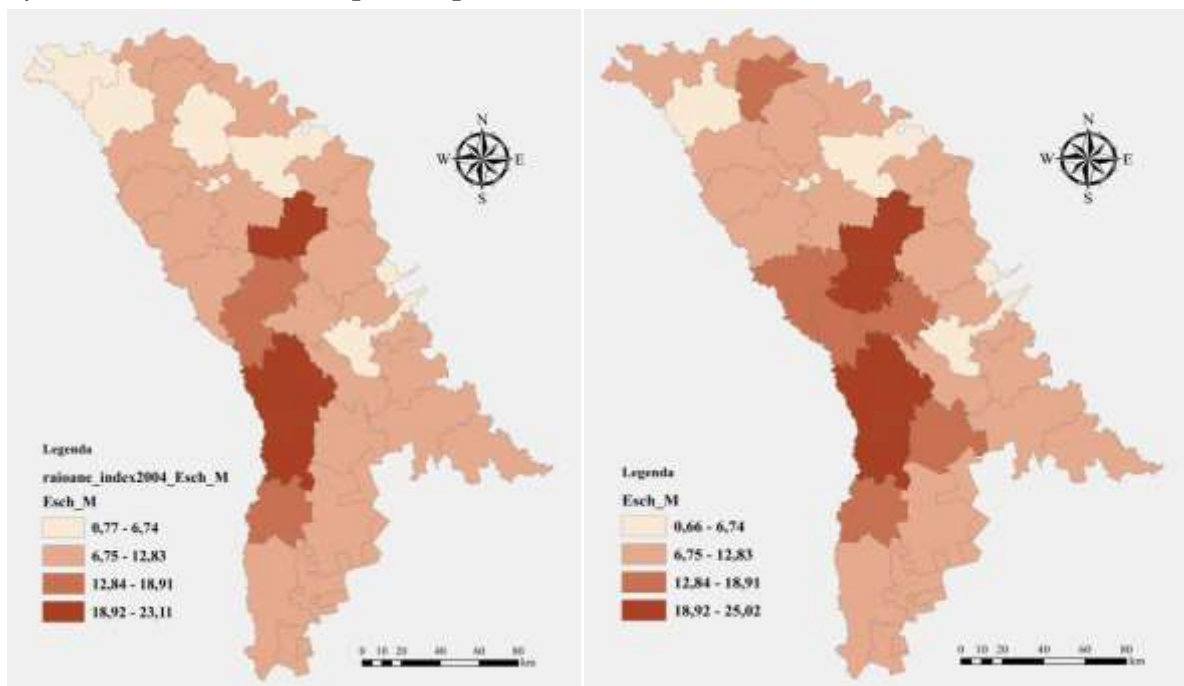 N
W E
S
Legenda
raioane_index2004_Esch_M
Esch_M
0,77 - 6,74
6,75 - 12,83
12,84 - 18,91
18,92 - 23,11
0 10 20 40 60 80
km
N
W E
S
Legenda
Esch_M
0,66 - 6,74
6,75 - 12,83
12,84 - 18,91
18,92 - 25,02
0 10 20 40 60 80
km